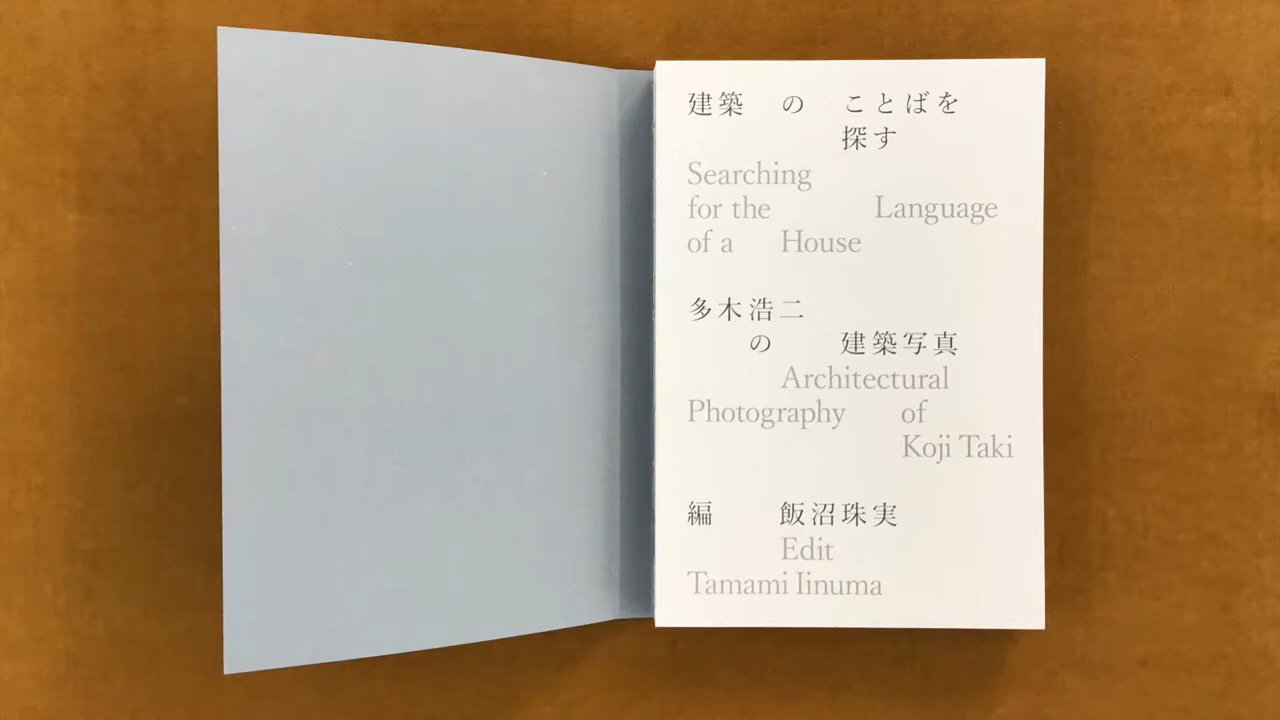 建築 の ことばを
探す
Searching
for the Language
of a House
多木浩二
の 建築写真
Architectural
Photography of
Koji Taki
編 飯沼珠実
Edit
Tamami Iinuma